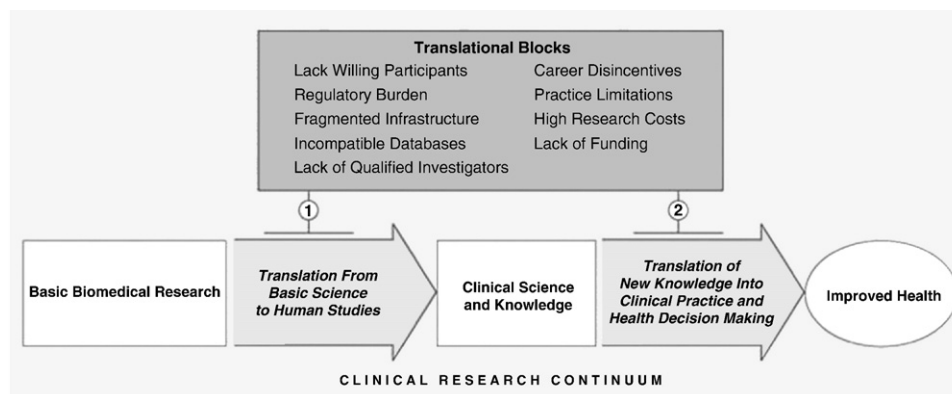 Translational Blocks
Lack Willing Participants
Regulatory Burden
Fragmented Infrastructure
Incompatible Databases
Lack of Qualified Investigators
Career Disincentives
Practice Limitations
High Research Costs
Lack of Funding
1
2
Basic Biomedical Research
Translation From
Basic Science
to Human Studies
Clinical Science
and Knowledge
Translation of
New Knowledge Into
Clinical Practice and
Health Decision Making
Improved Health
CLINICAL RESEARCH CONTINUUM